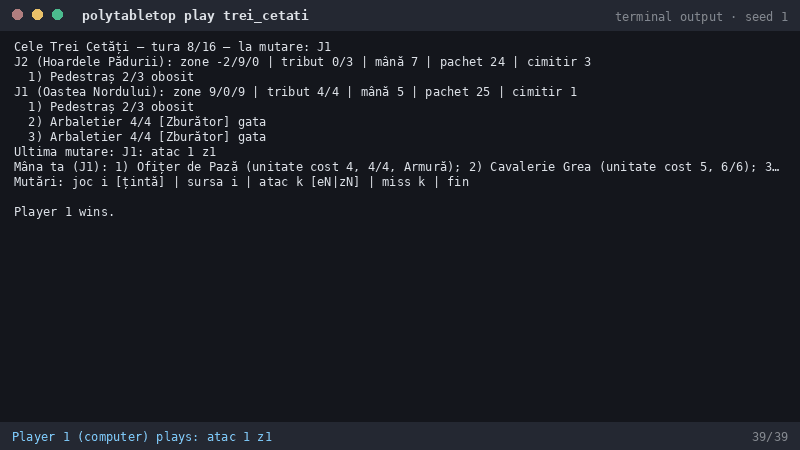 polytabletop play trei_cetati
terminal output · seed 1
Cele Trei Cetăți — tura 8/16 — la mutare: J1
J2 (Hoardele Pădurii): zone -2/9/0 | tribut 0/3 | mână 7 | pachet 24 | cimitir 3
1) Pedestraș 2/3 obosit
J1 (Oastea Nordului): zone 9/0/9 | tribut 4/4 | mână 5 | pachet 25 | cimitir 1
1) Pedestraș 2/3 obosit
2) Arbaletier 4/4 [Zburător] gata
3) Arbaletier 4/4 [Zburător] gata
Ultima mutare: J1: atac 1 z1
Mâna ta (J1): 1) Ofițer de Pază (unitate cost 4, 4/4, Armură); 2) Cavalerie Grea (unitate cost 5, 6/6); 3…
Mutări: joc i [țintă] | sursa i | atac k [eN|zN] | miss k | fin
Player 1 wins.
Player 1 (computer) plays: atac 1 z1
39/39